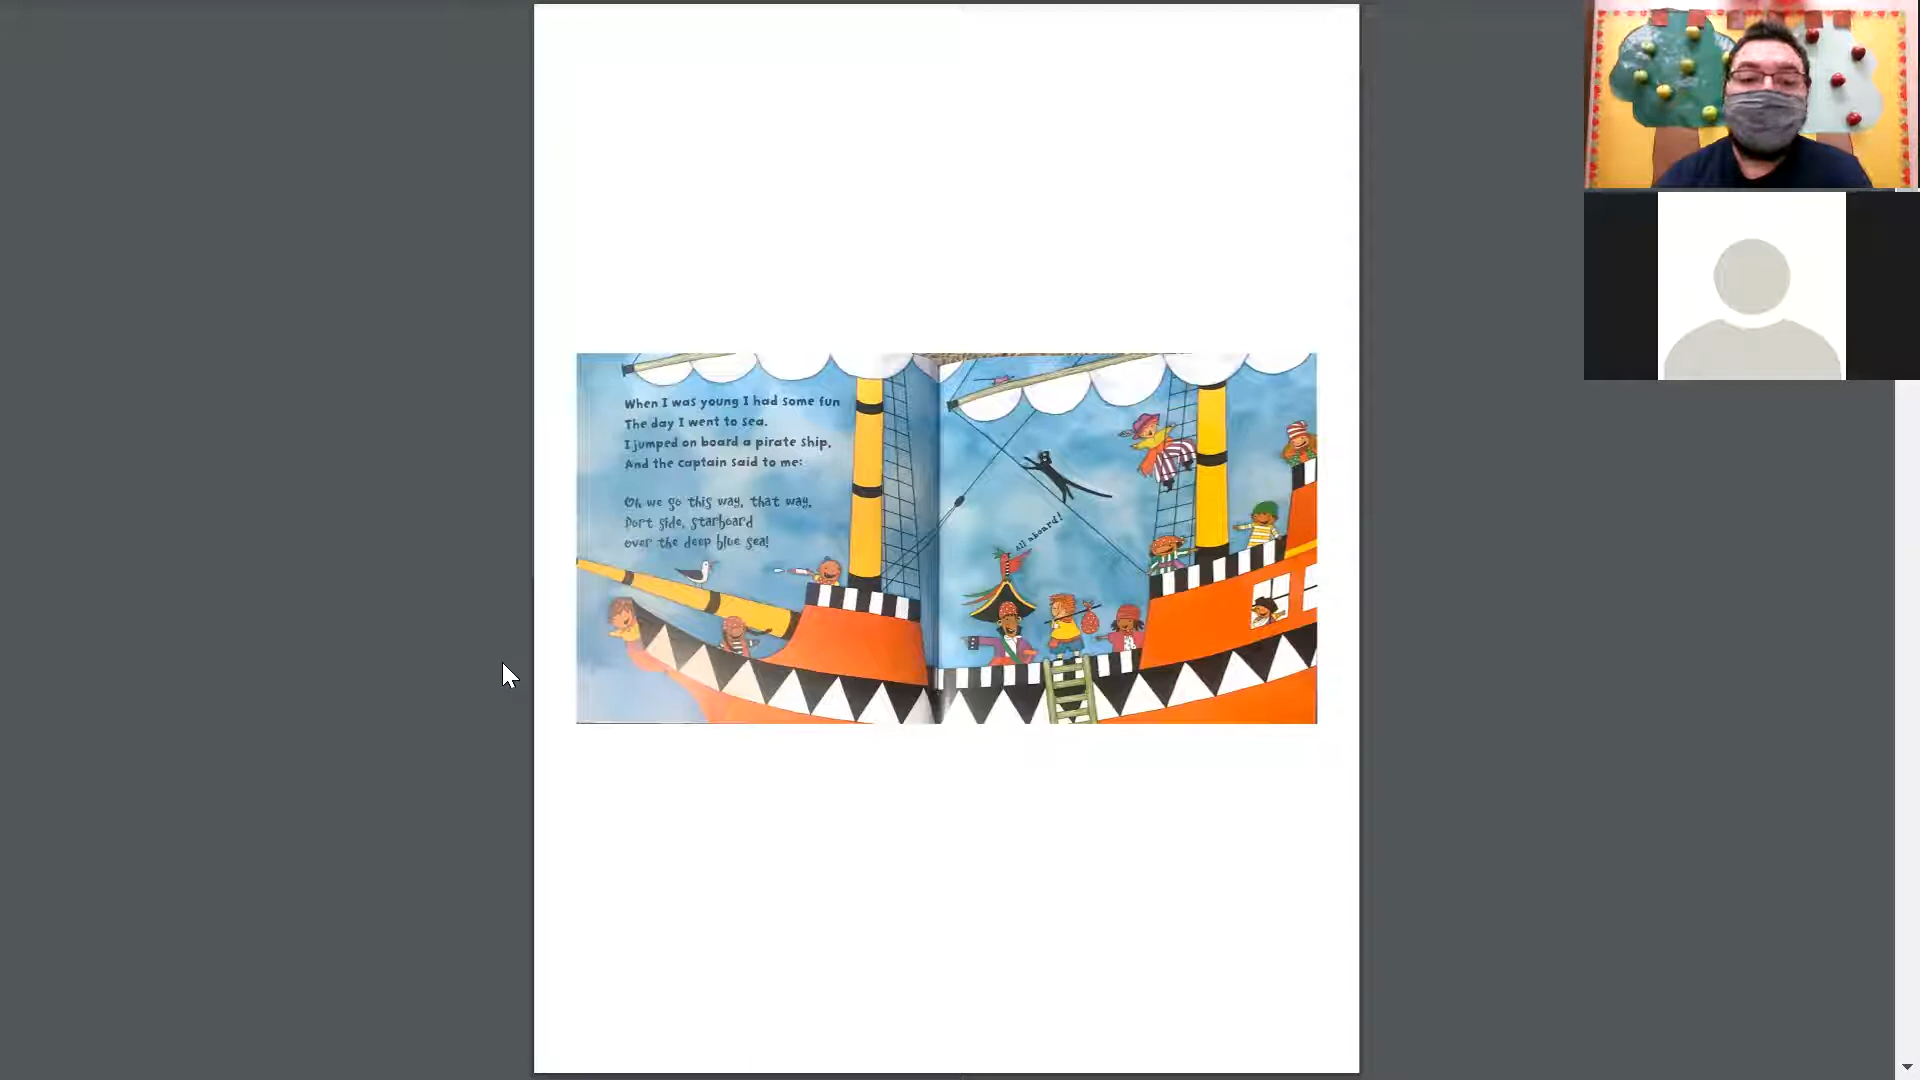 When I was young I had some fun
The day I went to sea.
I jumped on board a pirate ship,
And the captain said to me:
Oh we go this way, that way,
Port side, starboard
over the deep blue sea!
All aboard!